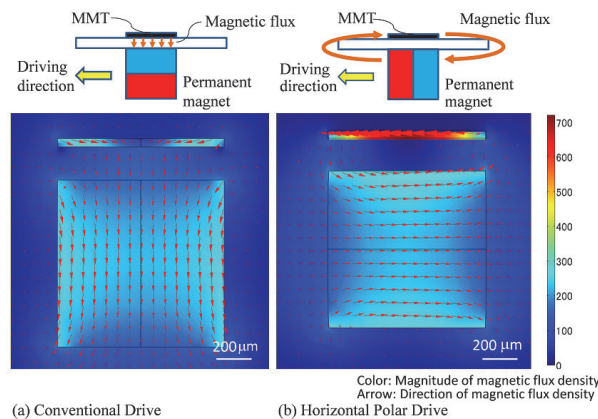 MMT
Magnetic flux
Driving
direction
Permanent
magnet
MMT
Magnetic flux
Driving
direction
Permanent
magnet
200 μm
200 μm
700
600
500
400
300
200
100
0
Color: Magnitude of magnetic flux density
Arrow: Direction of magnetic flux density
(a) Conventional Drive
(b) Horizontal Polar Drive